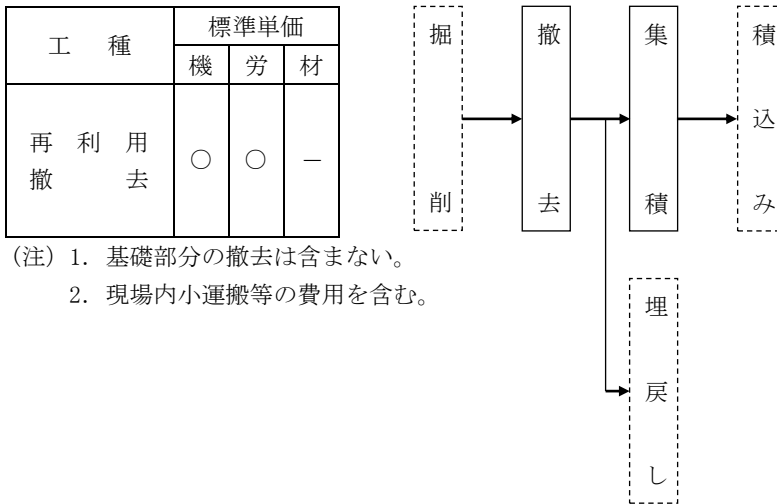 工 種
標準単価
機 労 材
再 利 用
撤 去
○ ○ －
(注) 1. 基礎部分の撤去は含まない。
2. 現場内小運搬等の費用を含む。
掘削
撤去
集積
積込み
埋戻し